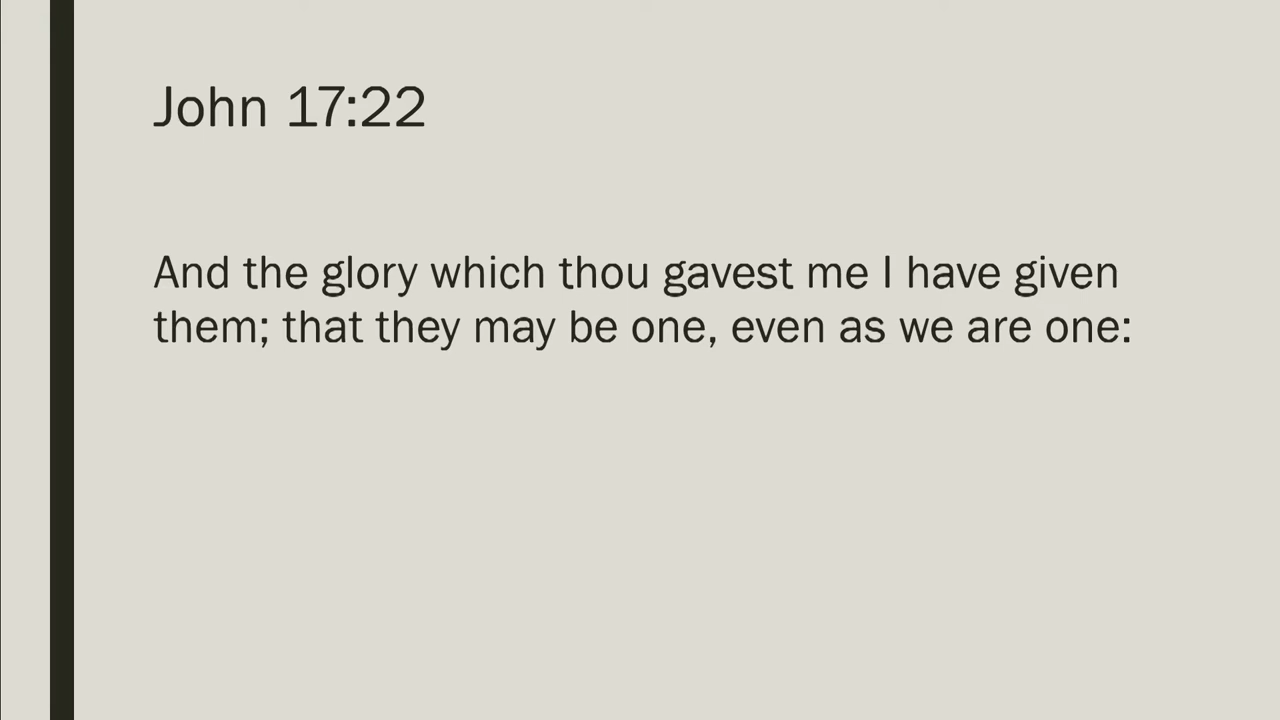 John 17:22
And the glory which thou gavest me I have given
them; that they may be one, even as we are one: